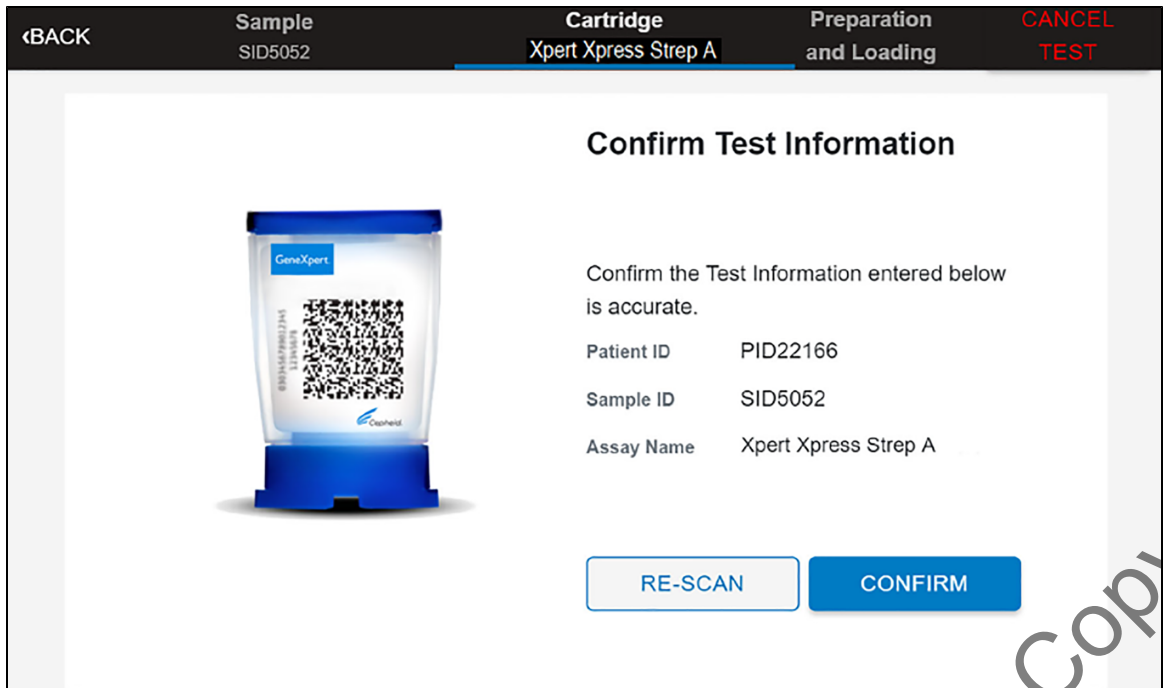 ‹BACK
Sample
SID5052
Cartridge
Xpert Xpress Strep A
Preparation
and Loading
CANCEL
TEST
Confirm Test Information
GeneXpert
Cepheid.
Confirm the Test Information entered below
is accurate.
Patient ID PID22166
Sample ID SID5052
Assay Name Xpert Xpress Strep A
RE-SCAN
CONFIRM
Copy